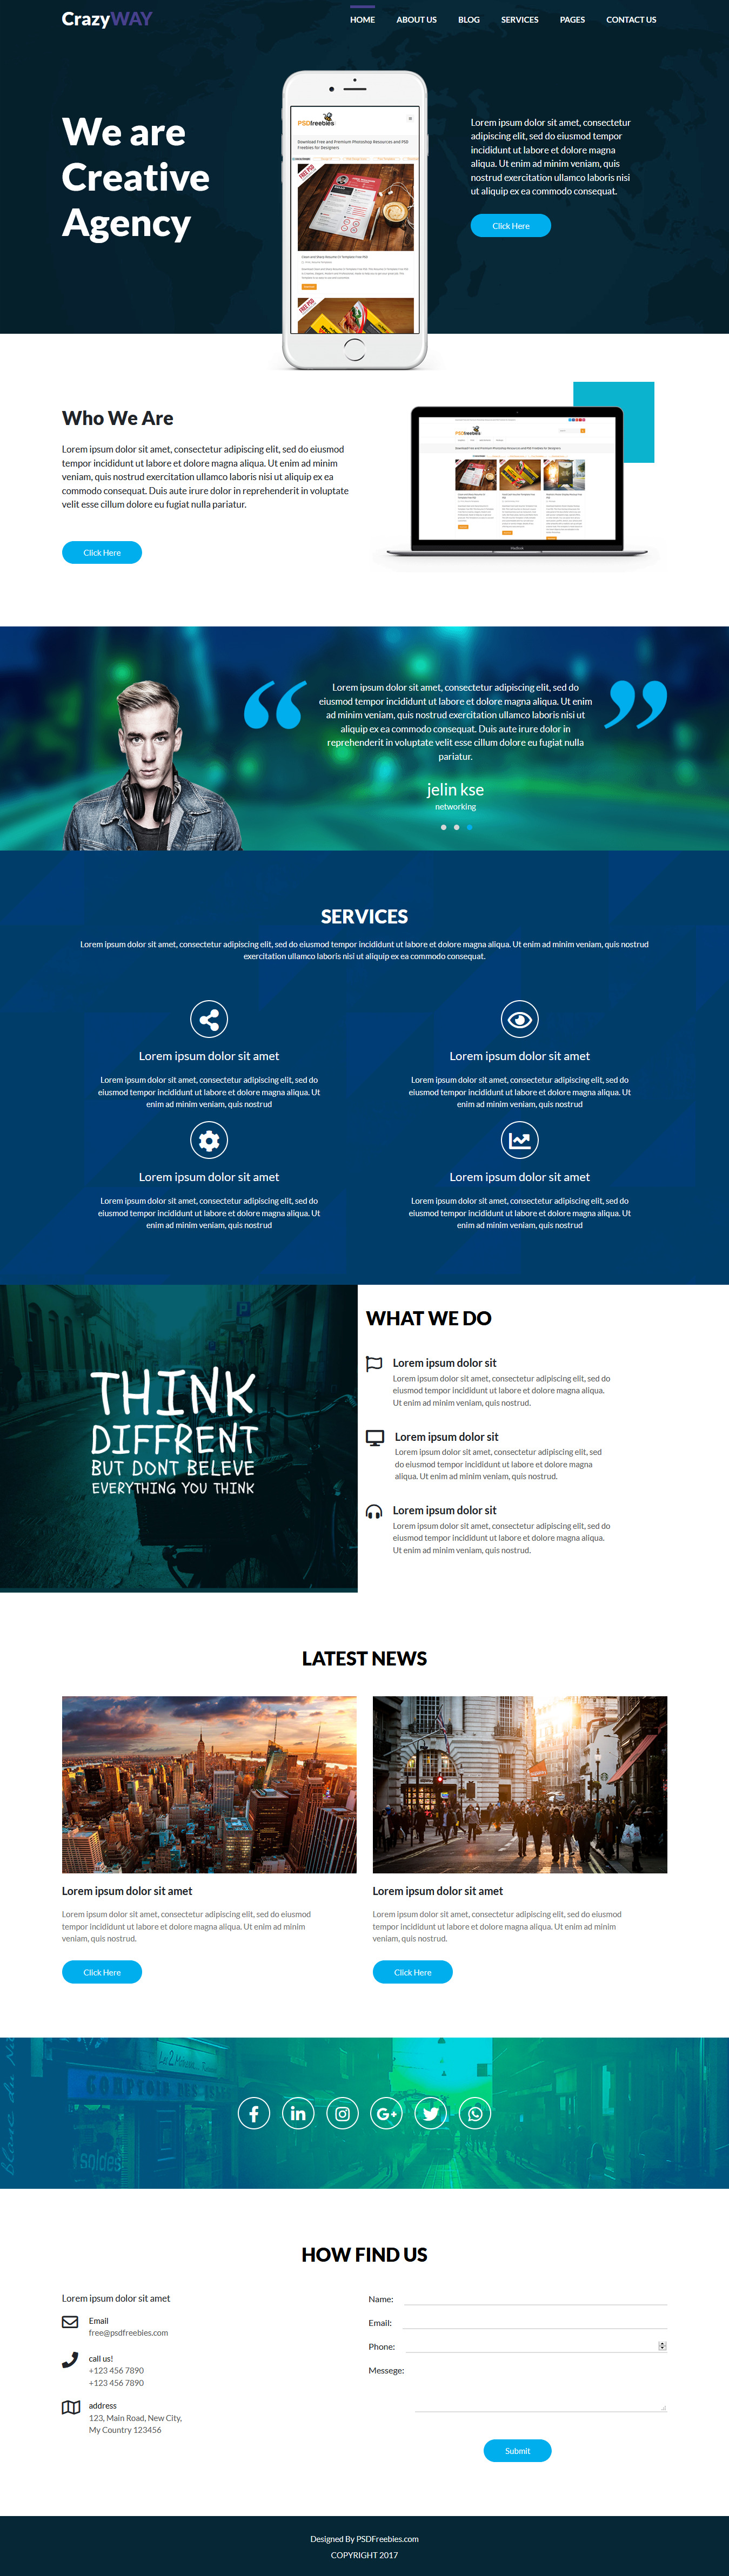 CrazyWAY
HOME ABOUT US BLOG SERVICES PAGES CONTACT US
We are
Creative
Agency
PSDfreebies
Download Free and Premium Photoshop Resources and PSD
Freebies for Designers
FREE PSD
FREE PSD
Lorem ipsum dolor sit amet, consectetur
adipiscing elit, sed do eiusmod tempor
incididunt ut labore et dolore magna
aliqua. Ut enim ad minim veniam, quis
nostrud exercitation ullamco laboris nisi
ut aliquip ex ea commodo consequat.
Click Here
Who We Are
Lorem ipsum dolor sit amet, consectetur adipiscing elit, sed do eiusmod
tempor incididunt ut labore et dolore magna aliqua. Ut enim ad minim
veniam, quis nostrud exercitation ullamco laboris nisi ut aliquip ex ea
commodo consequat. Duis aute irure dolor in reprehenderit in voluptate
velit esse cillum dolore eu fugiat nulla pariatur.
Click Here
PSDfreebies
MacBook
“ Lorem ipsum dolor sit amet, consectetur adipiscing elit, sed do ”
eiusmod tempor incididunt ut labore et dolore magna aliqua. Ut enim
ad minim veniam, quis nostrud exercitation ullamco laboris nisi ut
aliquip ex ea commodo consequat. Duis aute irure dolor in
reprehenderit in voluptate velit esse cillum dolore eu fugiat nulla
pariatur.
jelin kse
networking
SERVICES
Lorem ipsum dolor sit amet, consectetur adipiscing elit, sed do eiusmod tempor incididunt ut labore et dolore magna aliqua. Ut enim ad minim veniam, quis nostrud
exercitation ullamco laboris nisi ut aliquip ex ea commodo consequat.
Lorem ipsum dolor sit amet
Lorem ipsum dolor sit amet, consectetur adipiscing elit, sed do
eiusmod tempor incididunt ut labore et dolore magna aliqua. Ut
enim ad minim veniam, quis nostrud
Lorem ipsum dolor sit amet
Lorem ipsum dolor sit amet, consectetur adipiscing elit, sed do
eiusmod tempor incididunt ut labore et dolore magna aliqua. Ut
enim ad minim veniam, quis nostrud
Lorem ipsum dolor sit amet
Lorem ipsum dolor sit amet, consectetur adipiscing elit, sed do
eiusmod tempor incididunt ut labore et dolore magna aliqua. Ut
enim ad minim veniam, quis nostrud
Lorem ipsum dolor sit amet
Lorem ipsum dolor sit amet, consectetur adipiscing elit, sed do
eiusmod tempor incididunt ut labore et dolore magna aliqua. Ut
enim ad minim veniam, quis nostrud
P
THINK
DIFFRENT
BUT DONT BELEVE
EVERYTHING YOU THINK
WHAT WE DO
Lorem ipsum dolor sit
Lorem ipsum dolor sit amet, consectetur adipiscing elit, sed do
eiusmod tempor incididunt ut labore et dolore magna aliqua.
Ut enim ad minim veniam, quis nostrud.
Lorem ipsum dolor sit
Lorem ipsum dolor sit amet, consectetur adipiscing elit, sed
do eiusmod tempor incididunt ut labore et dolore magna
aliqua. Ut enim ad minim veniam, quis nostrud.
Lorem ipsum dolor sit
Lorem ipsum dolor sit amet, consectetur adipiscing elit, sed do
eiusmod tempor incididunt ut labore et dolore magna aliqua.
Ut enim ad minim veniam, quis nostrud.
LATEST NEWS
Lorem ipsum dolor sit amet
Lorem ipsum dolor sit amet, consectetur adipiscing elit, sed do eiusmod
tempor incididunt ut labore et dolore magna aliqua. Ut enim ad minim
veniam, quis nostrud.
Click Here
Lorem ipsum dolor sit amet
Lorem ipsum dolor sit amet, consectetur adipiscing elit, sed do eiusmod
tempor incididunt ut labore et dolore magna aliqua. Ut enim ad minim
veniam, quis nostrud.
Click Here
COMPTOIR DES
soldes
HOW FIND US
Lorem ipsum dolor sit amet
Email
free@psdfreebies.com
call us!
+123 456 7890
+123 456 7890
address
123, Main Road, New City,
My Country 123456
Name:
Email:
Phone:
Messege:
Submit
Designed By PSDFreebies.com
COPYRIGHT 2017